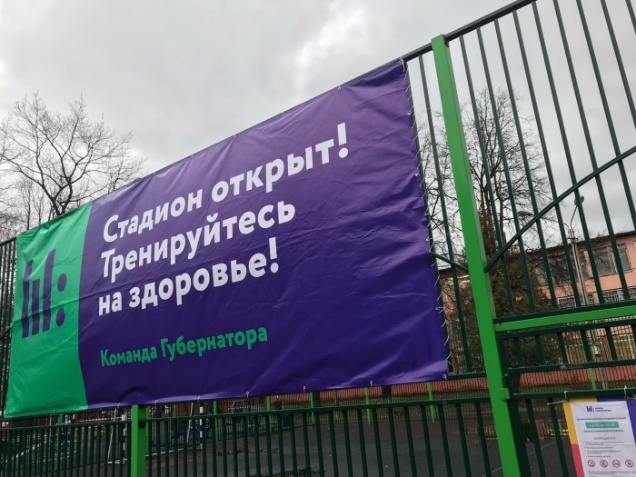 Стадион открыт!
Тренируйтесь
на здоровье!
Команда Губернатора